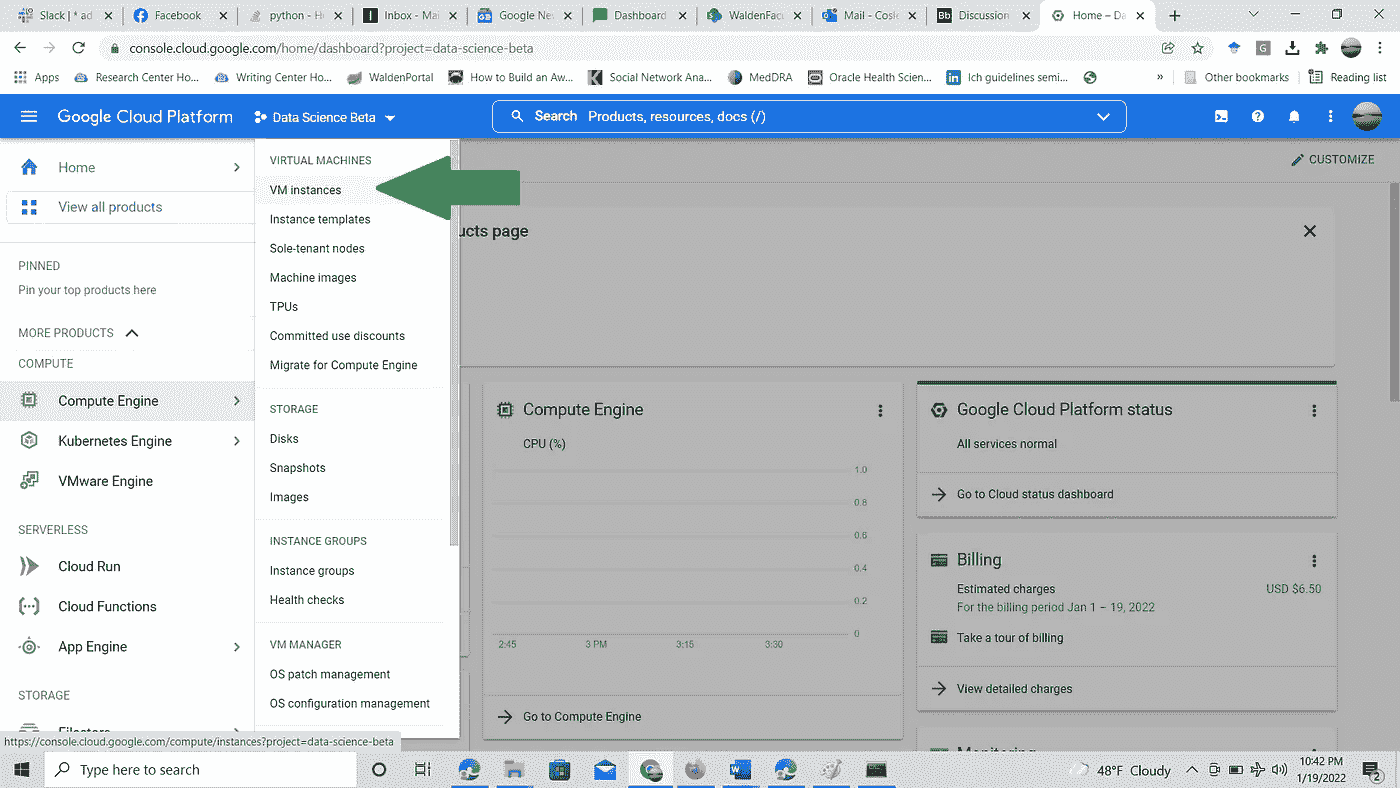 Slack | * ad
Facebook
python - H
Inbox - Ma
Google Ne
Dashboard
WaldenFac
Mail - Cosie
Bb Discussion
Home – Da
console.cloud.google.com/home/dashboard?project=data-science-beta
Apps
Research Center Ho...
Writing Center Ho...
WaldenPortal
How to Build an Aw...
Social Network Ana...
MedDRA
Oracle Health Scien...
Ich guidelines semi...
»
Other bookmarks
Reading list
Google Cloud Platform
Data Science Beta
Search Products, resources, docs (/)
Home
View all products
PINNED
Pin your top products here
MORE PRODUCTS
COMPUTE
Compute Engine
Kubernetes Engine
VMware Engine
SERVERLESS
Cloud Run
Cloud Functions
App Engine
STORAGE
Filestore
https://console.cloud.google.com/compute/instances?project=data-science-beta
VIRTUAL MACHINES
VM instances
Instance templates
Sole-tenant nodes
Machine images
TPUs
Committed use discounts
Migrate for Compute Engine
STORAGE
Disks
Snapshots
Images
INSTANCE GROUPS
Instance groups
Health checks
VM MANAGER
OS patch management
OS configuration management
CUSTOMIZE
ucts page
Compute Engine
CPU (%)
1.0
0.8
0.6
0.4
0.2
0
2:45
3 PM
3:15
3:30
Go to Compute Engine
Google Cloud Platform status
All services normal
Go to Cloud status dashboard
Billing
Estimated charges
USD $6.50
For the billing period Jan 1 – 19, 2022
Take a tour of billing
View detailed charges
Monitoring
Type here to search
48°F Cloudy
10:42 PM
1/19/2022
2